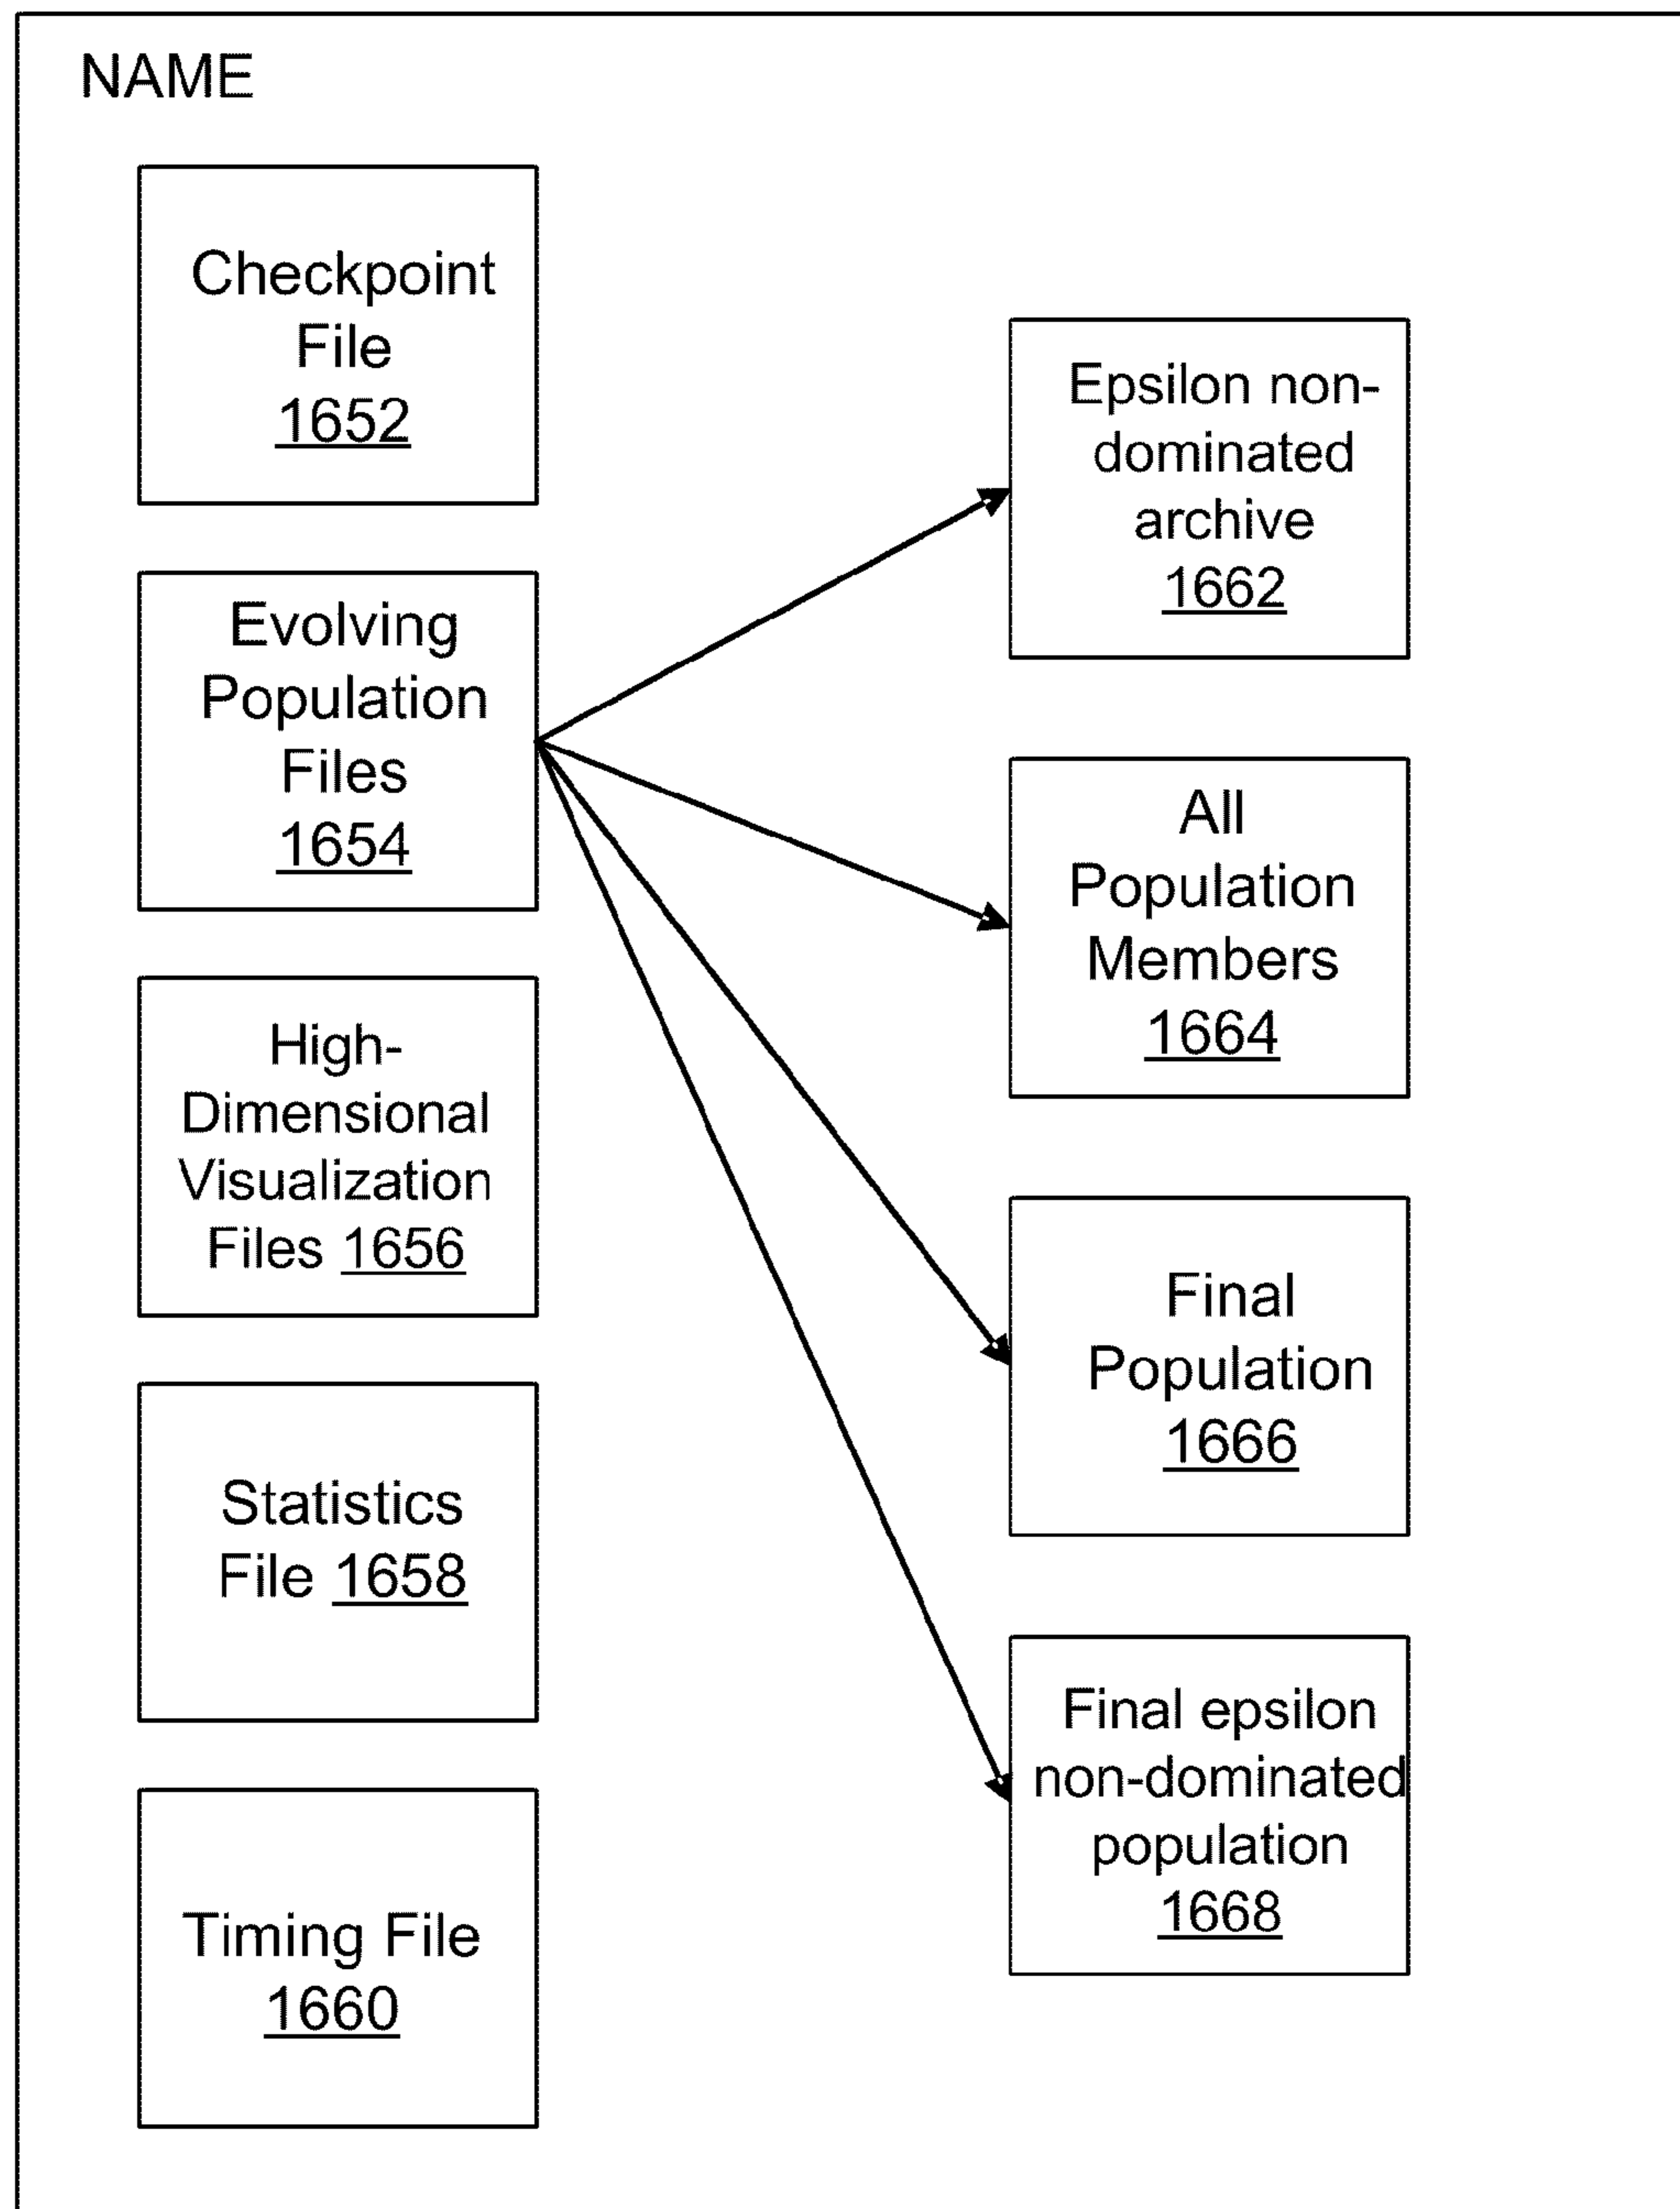 NAME
Checkpoint
File
1652
Evolving
Population
Files
1654
High-
Dimensional
Visualization
Files 1656
Statistics
File 1658
Timing File
1660
Epsilon non-
dominated
archive
1662
All
Population
Members
1664
Final
Population
1666
Final epsilon
non-dominated
population
1668